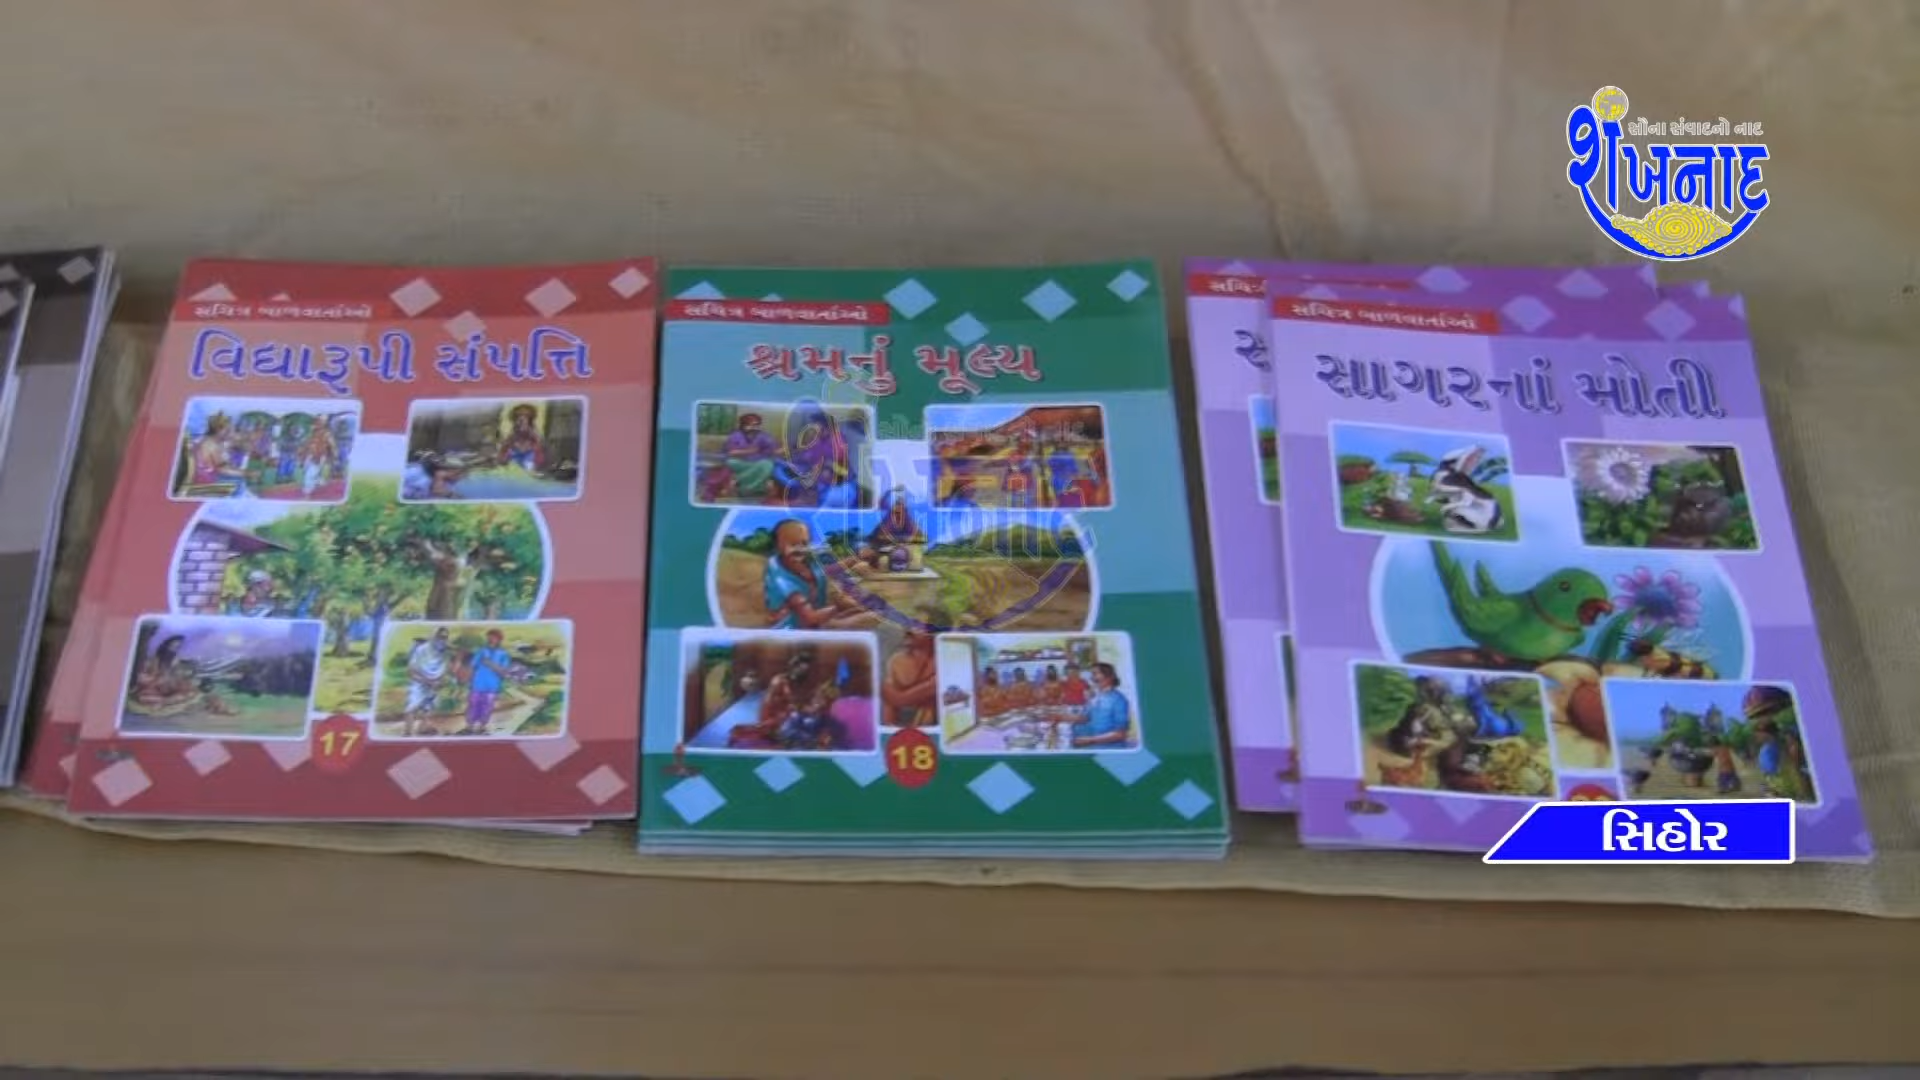 સૌના સંવાદનો નાદ
શંખનાદ
સચિત્ર બાળવાર્તાઓ
વિદ્યારૂપી સંપત્તિ
17
સચિત્ર બાળવાર્તાઓ
શ્રમનું મૂલ્ય
18
સચિત્ર બાળવાર્તાઓ
સાગરનાં મોતી
સિહોર